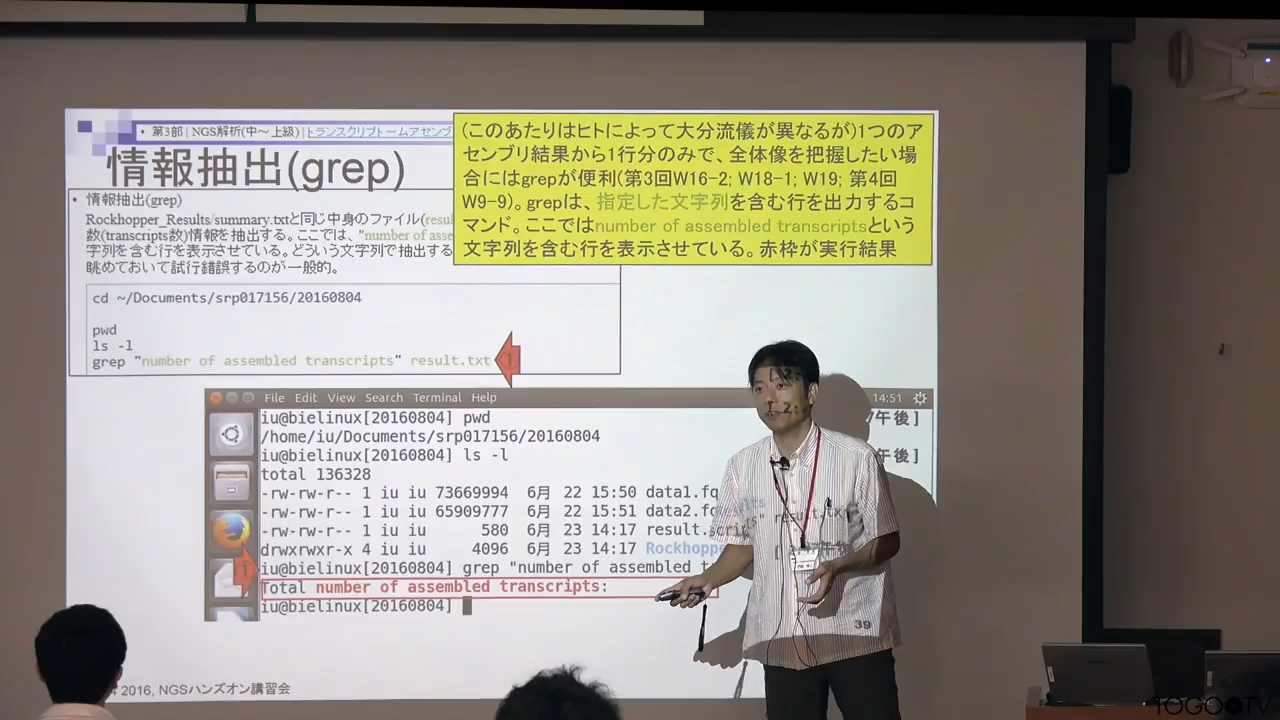 • 第3部 | NGS解析(中～上級) | トランスクリプトームアセンブ
情報抽出(grep)
(このあたりはヒトによって大分流儀が異なるが)1つのア
センブリ結果から1行分のみで、全体像を把握したい場
合にはgrepが便利(第3回W16-2; W18-1; W19; 第4回
W9-9)。grepは、指定した文字列を含む行を出力するコ
マンド。ここではnumber of assembled transcriptsという
文字列を含む行を表示させている。赤枠が実行結果
• 情報抽出(grep)
Rockhopper_Results/summary.txtと同じ中身のファイル(resu
数(transcripts数)情報を抽出する。ここでは、"number of asse
字列を含む行を表示させている。どういう文字列で抽出する
眺めておいて試行錯誤するのが一般的。
cd ~/Documents/srp017156/20160804
pwd
ls -l
grep "number of assembled transcripts" result.txt
1
File Edit View Search Terminal Help
14:51
iu@bielinux[20160804] pwd
/午後]
/home/iu/Documents/srp017156/20160804
iu@bielinux[20160804] ls -l
午後]
total 136328
-rw-rw-r-- 1 iu iu 73669994 6月 22 15:50 data1.fq
-rw-rw-r-- 1 iu iu 65909777 6月 22 15:51 data2.fq
-rw-rw-r-- 1 iu iu 580 6月 23 14:17 result.
drwxrwxr-x 4 iu iu 4096 6月 23 14:17 Rockhoppe
iu@bielinux[20160804] grep "number of assembled t
1
Total number of assembled transcripts:
iu@bielinux[20160804]
39
2016, NGSハンズオン講習会
TOGOTV